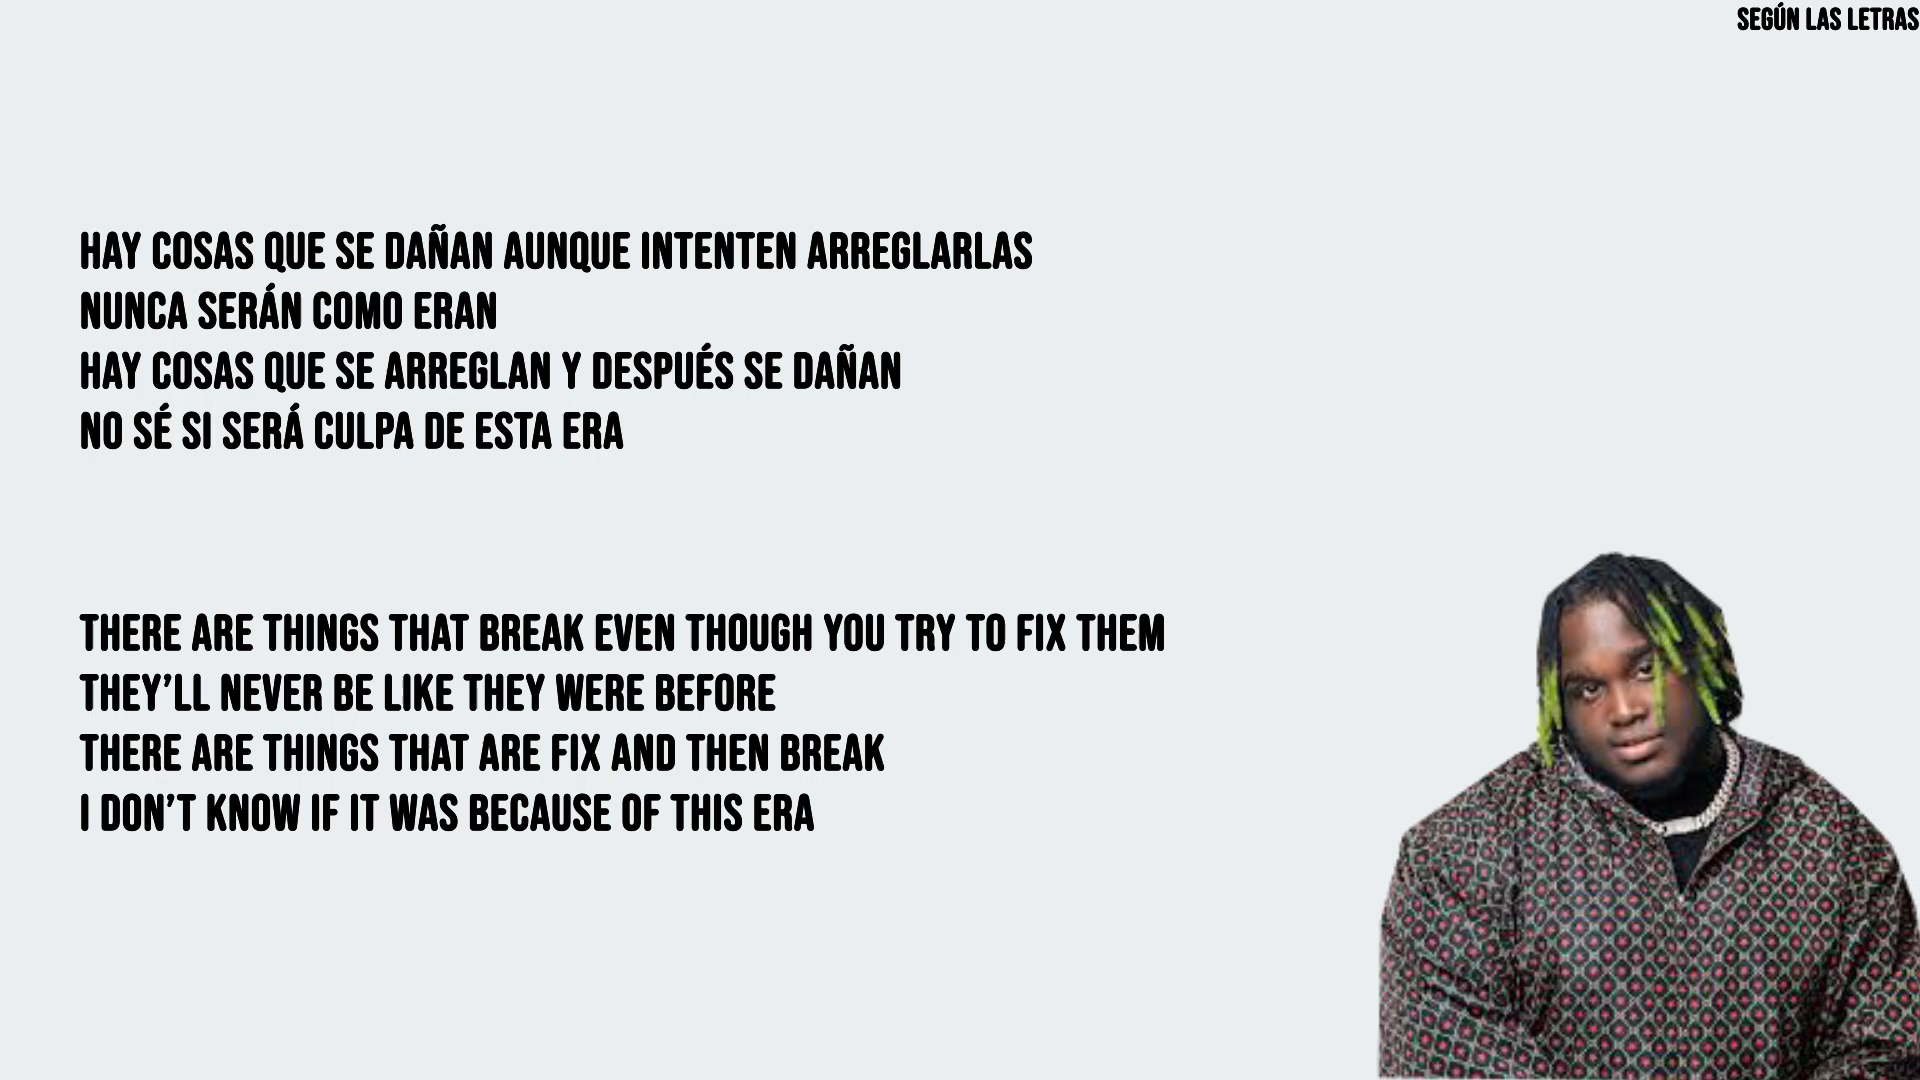 SEGÚN LAS LETRAS
HAY COSAS QUE SE DAÑAN AUNQUE INTENTEN ARREGLARLAS
NUNCA SERÁN COMO ERAN
HAY COSAS QUE SE ARREGLAN Y DESPUÉS SE DAÑAN
NO SÉ SI SERÁ CULPA DE ESTA ERA
THERE ARE THINGS THAT BREAK EVEN THOUGH YOU TRY TO FIX THEM
THEY’LL NEVER BE LIKE THEY WERE BEFORE
THERE ARE THINGS THAT ARE FIX AND THEN BREAK
I DON’T KNOW IF IT WAS BECAUSE OF THIS ERA